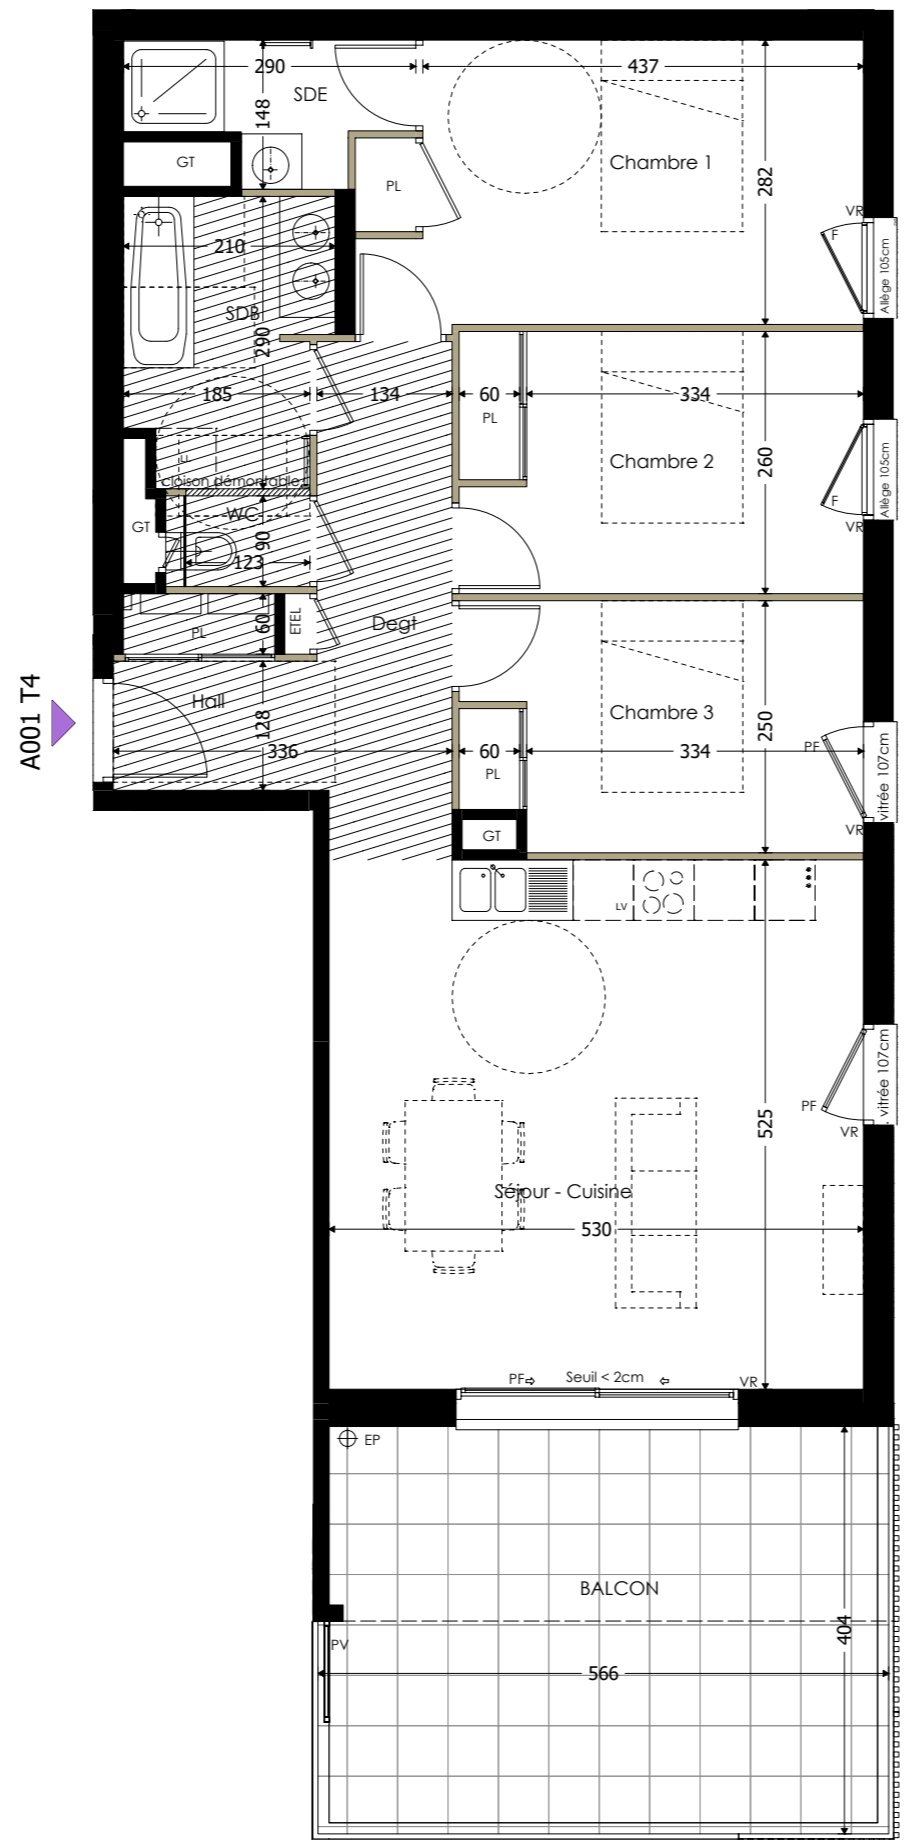 290
437
SDE
148
GT
PL
Chambre 1
282
VR
F
Allège 105cm
210
SDB
290
185
134
60
PL
334
Chambre 2
260
Allège 105cm
F
VR
LL
cloison démontable
GT
WC
90
123
PL
60
ETEL
Degt
A001 T4
Hall
128
336
Chambre 3
250
60
PL
334
PF
vitrée 107cm
VR
GT
LV
PF
vitrée 107cm
VR
525
Séjour - Cuisine
530
PF
Seuil < 2cm
VR
EP
BALCON
404
PV
566